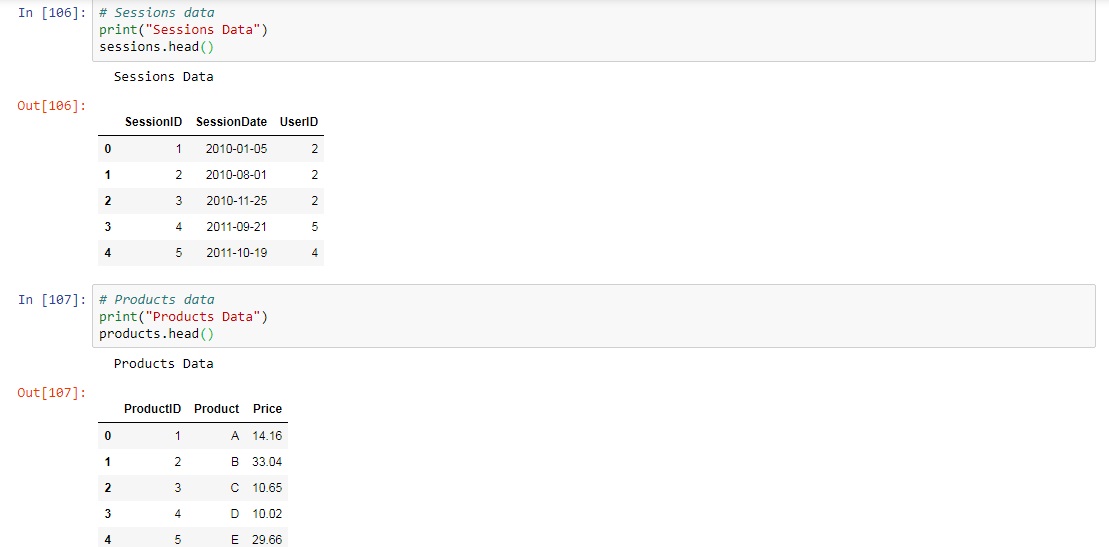 In [106]: # Sessions data
print("Sessions Data")
sessions.head()
Sessions Data
Out[106]:
SessionID SessionDate UserID
0 1 2010-01-05 2
1 2 2010-08-01 2
2 3 2010-11-25 2
3 4 2011-09-21 5
4 5 2011-10-19 4
In [107]: # Products data
print("Products Data")
products.head()
Products Data
Out[107]:
ProductID Product Price
0 1 A 14.16
1 2 B 33.04
2 3 C 10.65
3 4 D 10.02
4 5 E 29.66